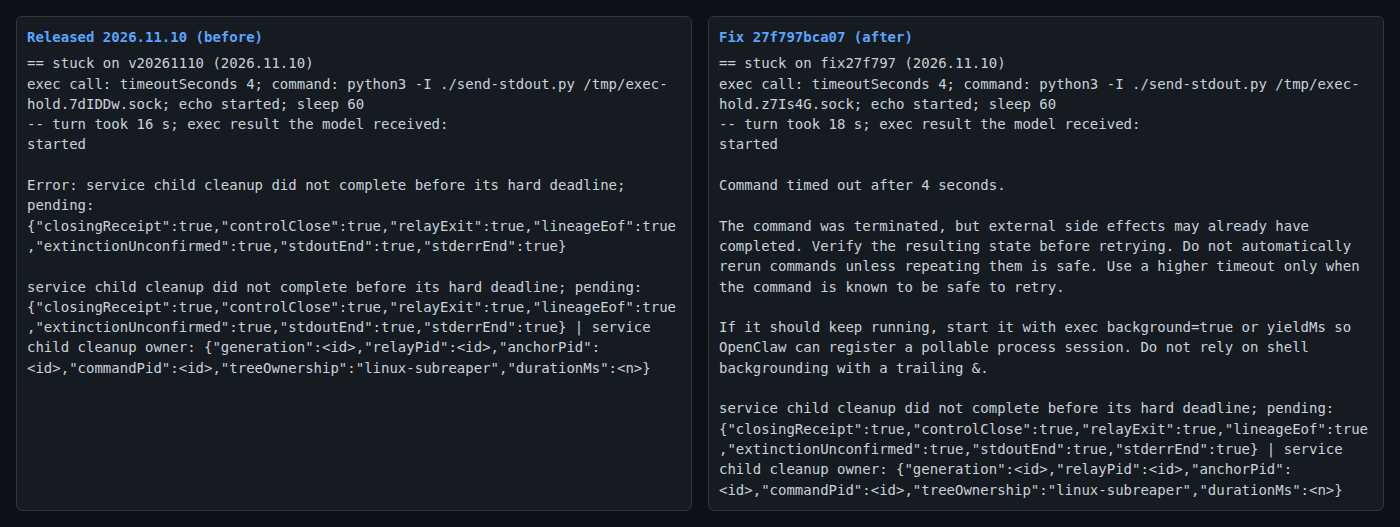 Released 2026.11.10 (before)
== stuck on v20261110 (2026.11.10)
exec call: timeoutSeconds 4; command: python3 -I ./send-stdout.py /tmp/exec-
hold.7dIDDw.sock; echo started; sleep 60
-- turn took 16 s; exec result the model received:
started
Error: service child cleanup did not complete before its hard deadline;
pending:
{"closingReceipt":true,"controlClose":true,"relayExit":true,"lineageEof":true
,"extinctionUnconfirmed":true,"stdoutEnd":true,"stderrEnd":true}
service child cleanup did not complete before its hard deadline; pending:
{"closingReceipt":true,"controlClose":true,"relayExit":true,"lineageEof":true
,"extinctionUnconfirmed":true,"stdoutEnd":true,"stderrEnd":true} | service
child cleanup owner: {"generation":<id>,"relayPid":<id>,"anchorPid":
<id>,"commandPid":<id>,"treeOwnership":"linux-subreaper","durationMs":<n>}
Fix 27f797bca07 (after)
== stuck on fix27f797 (2026.11.10)
exec call: timeoutSeconds 4; command: python3 -I ./send-stdout.py /tmp/exec-
hold.z7Is4G.sock; echo started; sleep 60
-- turn took 18 s; exec result the model received:
started
Command timed out after 4 seconds.
The command was terminated, but external side effects may already have
completed. Verify the resulting state before retrying. Do not automatically
rerun commands unless repeating them is safe. Use a higher timeout only when
the command is known to be safe to retry.
If it should keep running, start it with exec background=true or yieldMs so
OpenClaw can register a pollable process session. Do not rely on shell
backgrounding with a trailing &.
service child cleanup did not complete before its hard deadline; pending:
{"closingReceipt":true,"controlClose":true,"relayExit":true,"lineageEof":true
,"extinctionUnconfirmed":true,"stdoutEnd":true,"stderrEnd":true} | service
child cleanup owner: {"generation":<id>,"relayPid":<id>,"anchorPid":
<id>,"commandPid":<id>,"treeOwnership":"linux-subreaper","durationMs":<n>}